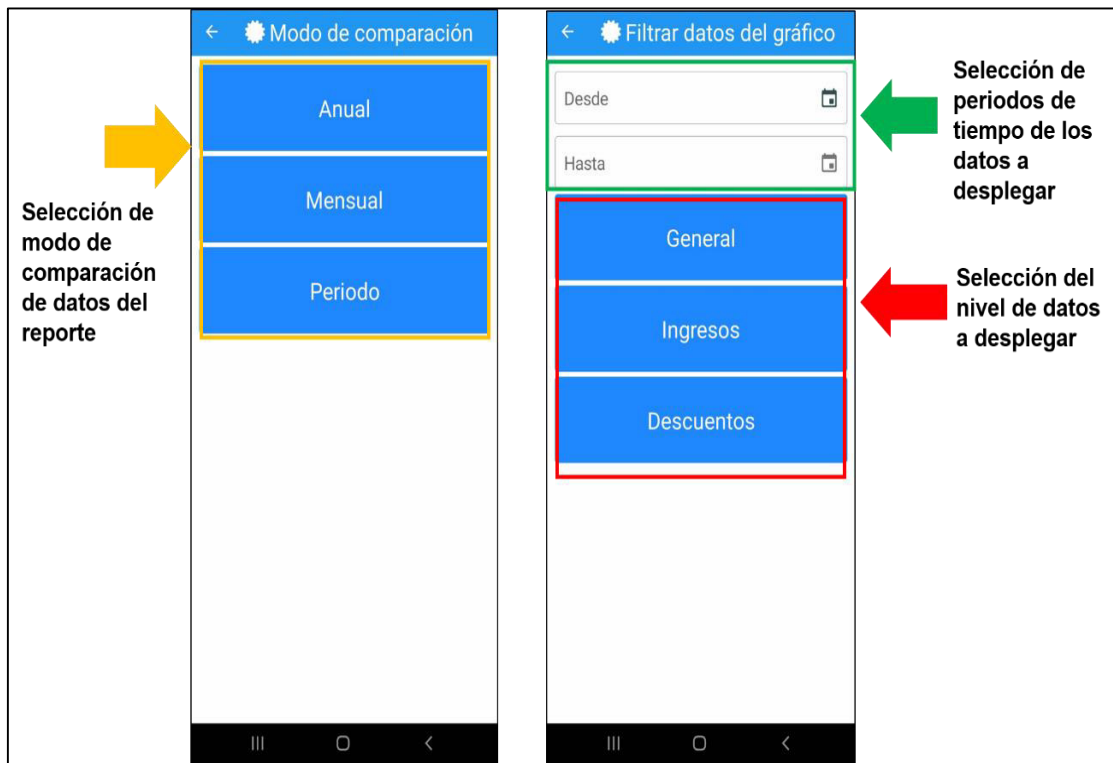 Modo de comparación
Anual
Mensual
Periodo
Selección de
modo de
comparación
de datos del
reporte
Filtrar datos del gráfico
Desde
Hasta
General
Ingresos
Descuentos
Selección de
periodos de
tiempo de los
datos a
desplegar
Selección del
nivel de datos
a desplegar